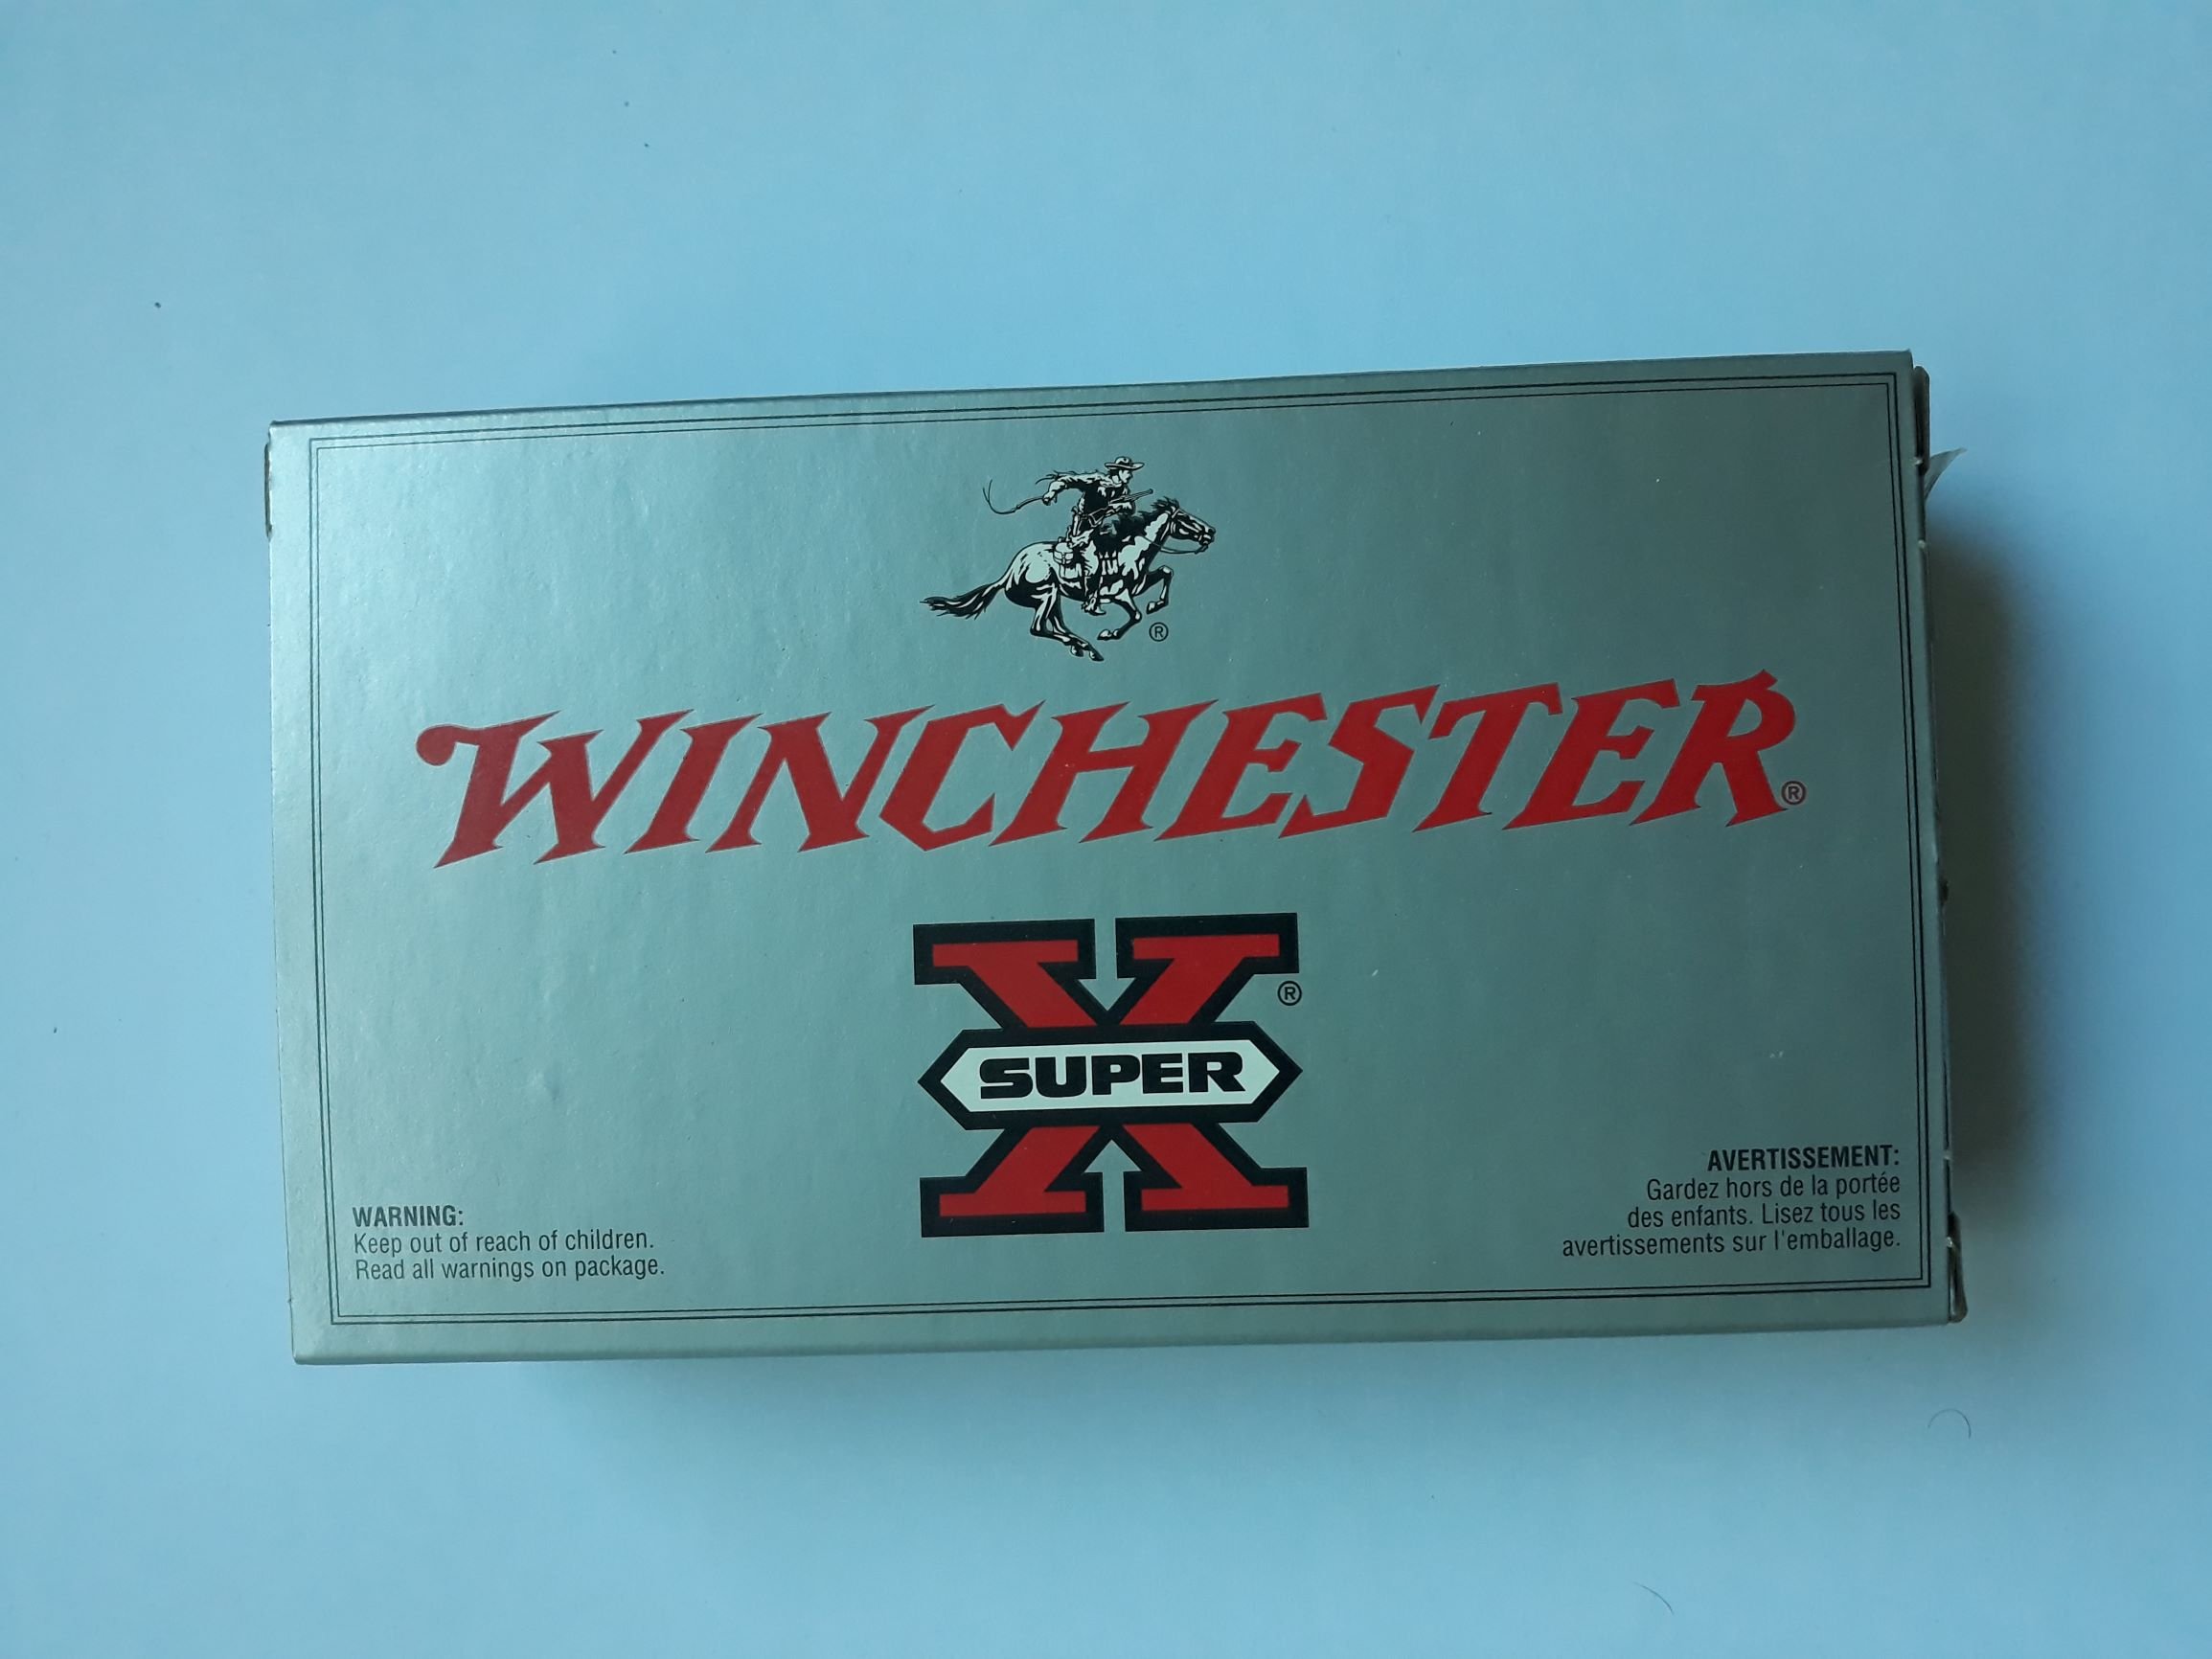 ®
WINCHESTER®
X®
SUPER
WARNING:
Keep out of reach of children.
Read all warnings on package.
AVERTISSEMENT:
Gardez hors de la portée
des enfants. Lisez tous les
avertissements sur l'emballage.